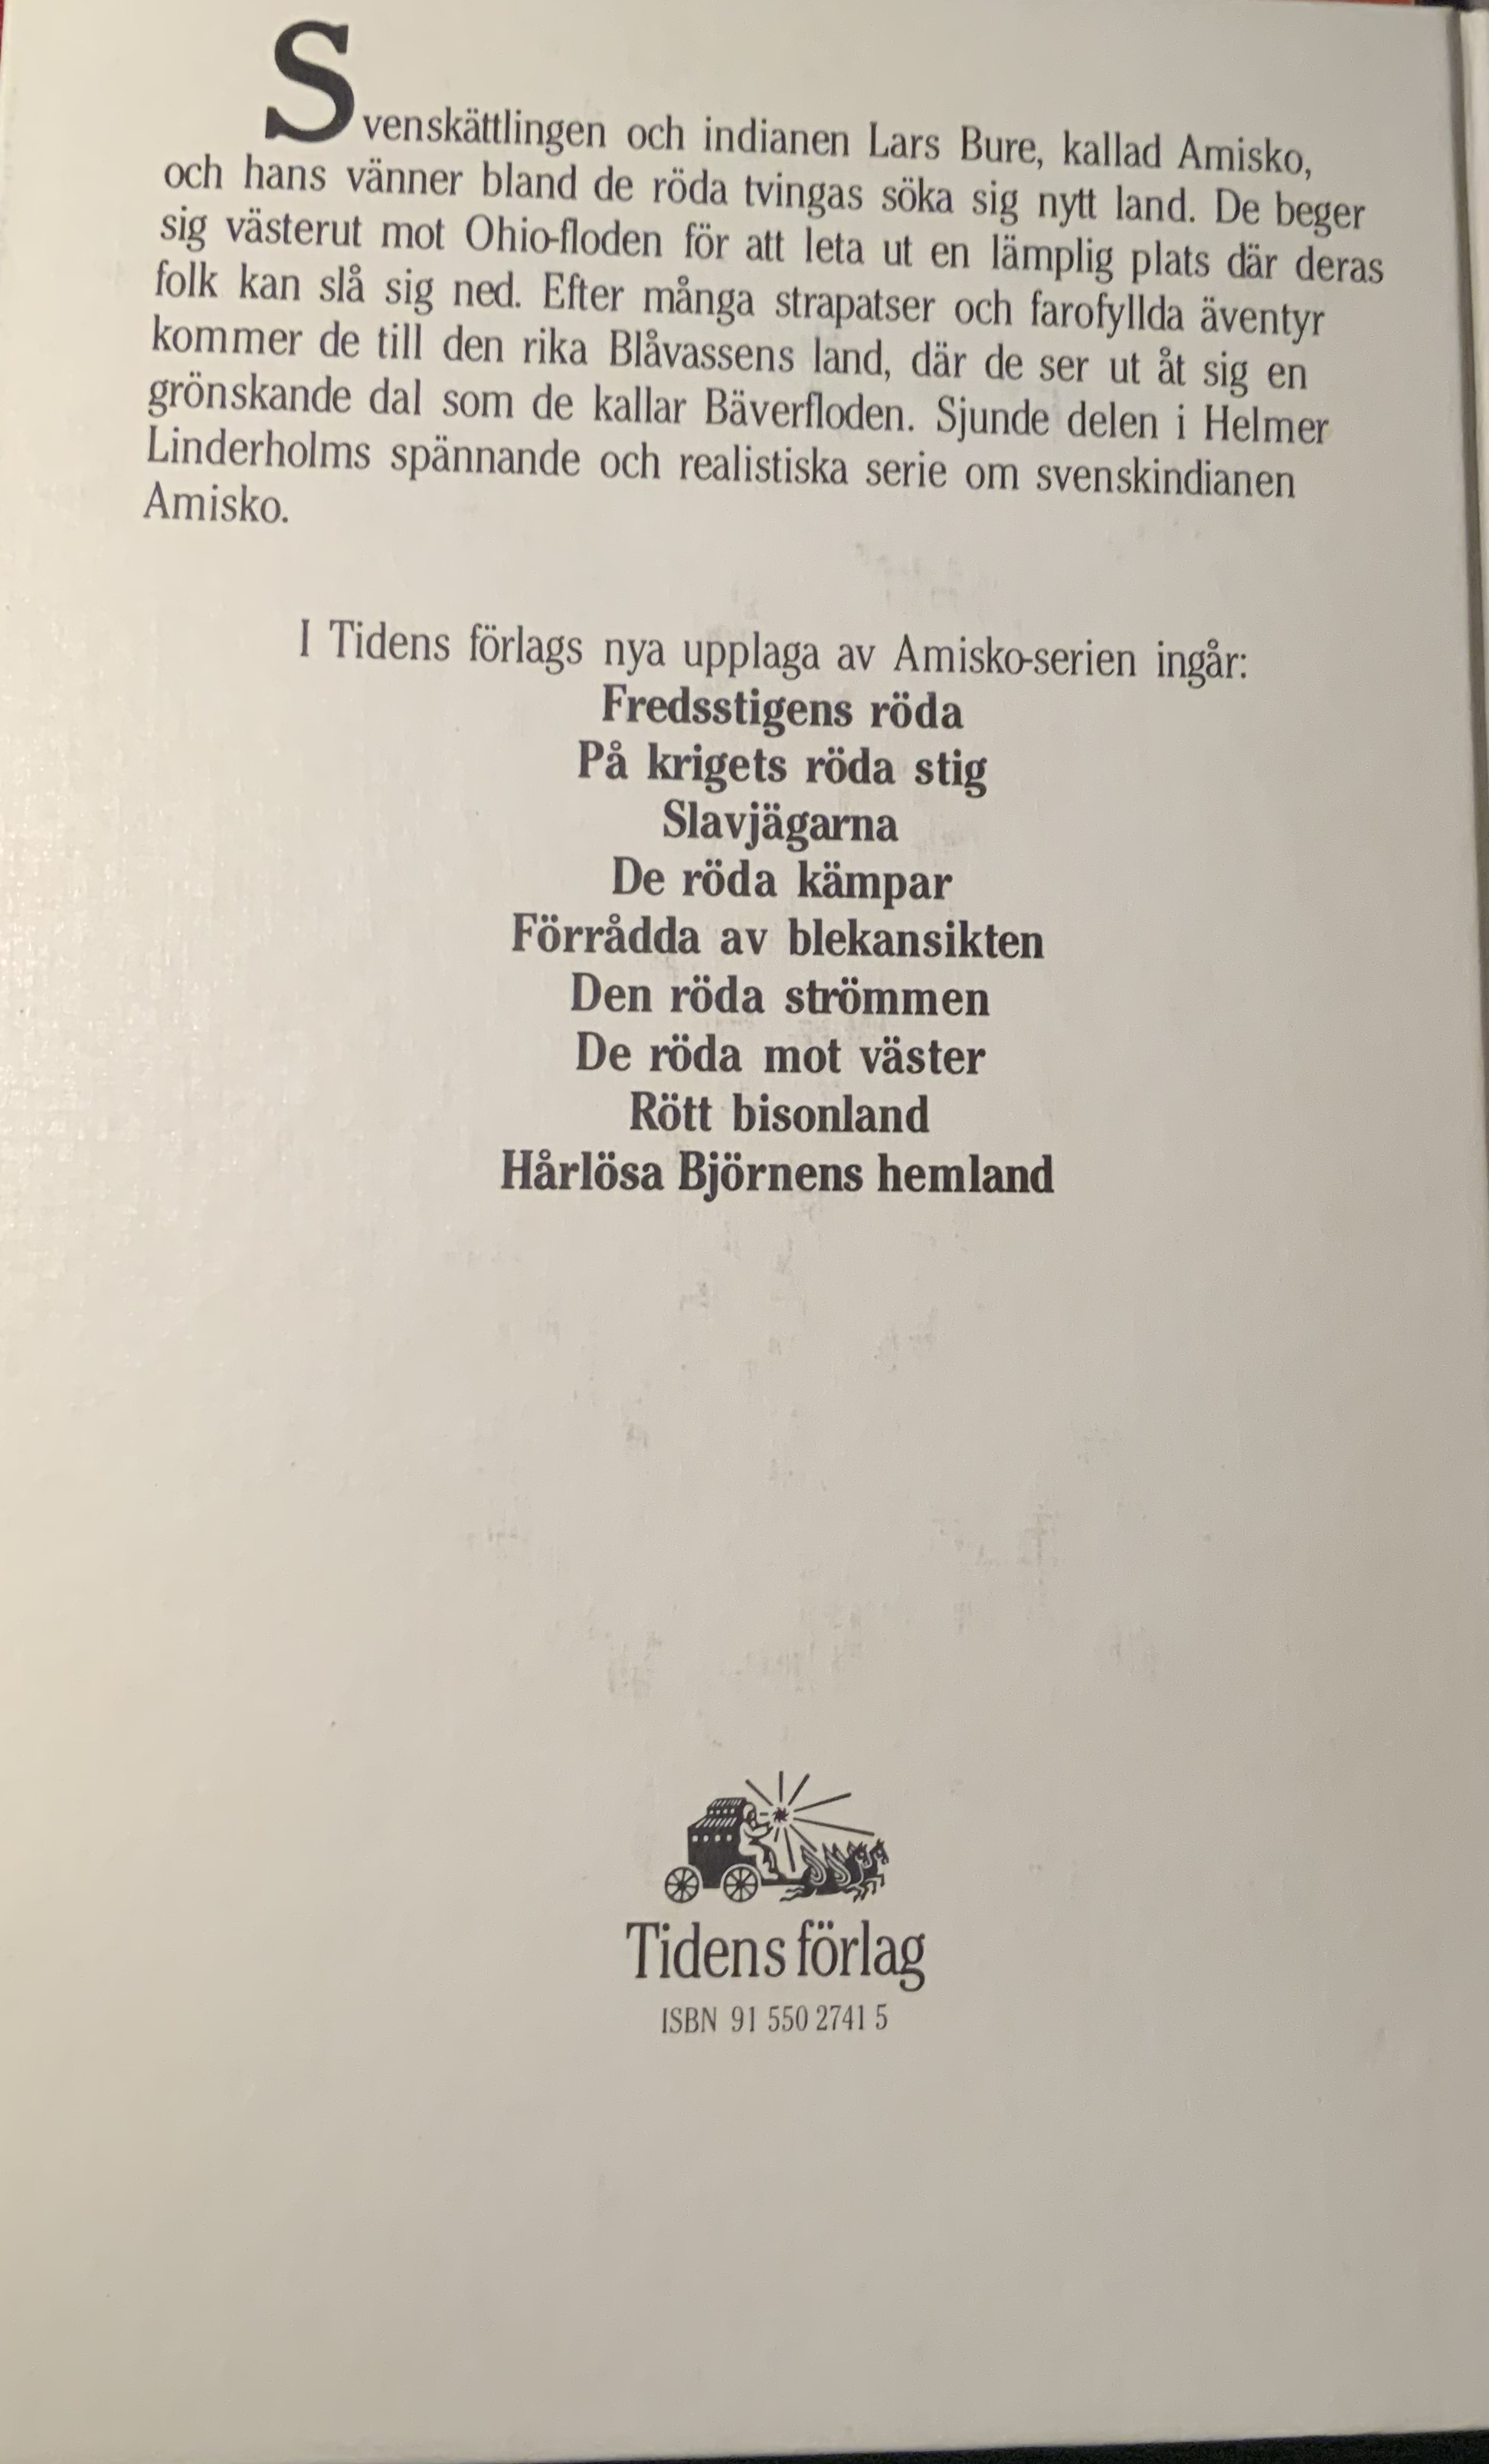 Svenskättlingen och indianen Lars Bure, kallad Amisko,
och hans vänner bland de röda tvingas söka sig nytt land. De beger
sig västerut mot Ohio-floden för att leta ut en lämplig plats där deras
folk kan slå sig ned. Efter många strapatser och farofyllda äventyr
kommer de till den rika Blåvassens land, där de ser ut åt sig en
grönskande dal som de kallar Bäverfloden. Sjunde delen i Helmer
Linderholms spännande och realistiska serie om svenskindianen
Amisko.
I Tidens förlags nya upplaga av Amisko-serien ingår:
Fredsstigens röda
På krigets röda stig
Slavjägarna
De röda kämpar
Förrådda av blekansikten
Den röda strömmen
De röda mot väster
Rött bisonland
Hårlösa Björnens hemland
Tidens förlag
ISBN 91 550 2741 5